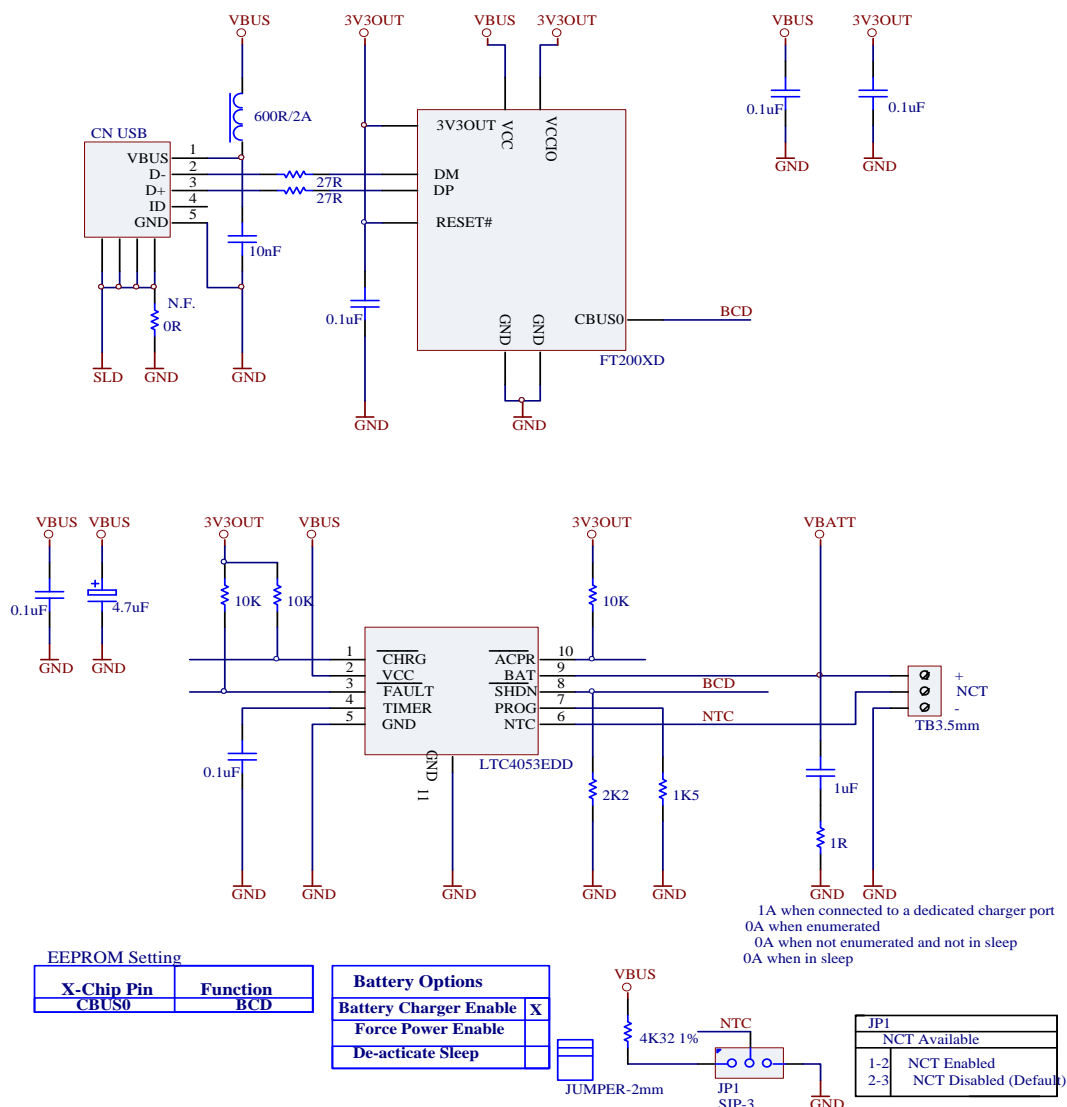 VBUS
3V3OUT
VBUS
3V3OUT
VBUS
3V3OUT
600R/2A
0.1uF
0.1uF
GND
GND
CN USB
VBUS 1
D- 2
D+ 3
ID 4
GND 5
27R
27R
10nF
N.F.
0R
SLD
GND
GND
0.1uF
GND
3V3OUT
VCC
VCCIO
DM
DP
RESET#
GND
GND
CBUS0
BCD
FT200XD
GND
VBUS
VBUS
3V3OUT
VBUS
3V3OUT
VBATT
0.1uF
4.7uF
10K
10K
10K
GND
GND
1 CHRG
2 VCC
3 FAULT
4 TIMER
5 GND
GND 11
ACPR 10
BAT 9
SHDN 8
PROG 7
NTC 6
LTC4053EDD
BCD
NTC
+
NCT
-
TB3.5mm
0.1uF
2K2
1K5
1uF
1R
GND
GND
GND
GND
GND
GND
GND
1A when connected to a dedicated charger port
0A when enumerated
0A when not enumerated and not in sleep
0A when in sleep
EEPROM Setting
X-Chip Pin Function
CBUS0 BCD
Battery Options
Battery Charger Enable X
Force Power Enable
De-acticate Sleep
JUMPER-2mm
VBUS
4K32 1%
NTC
JP1
SIP-3
GND
JP1
NCT Available
1-2 NCT Enabled
2-3 NCT Disabled (Default)